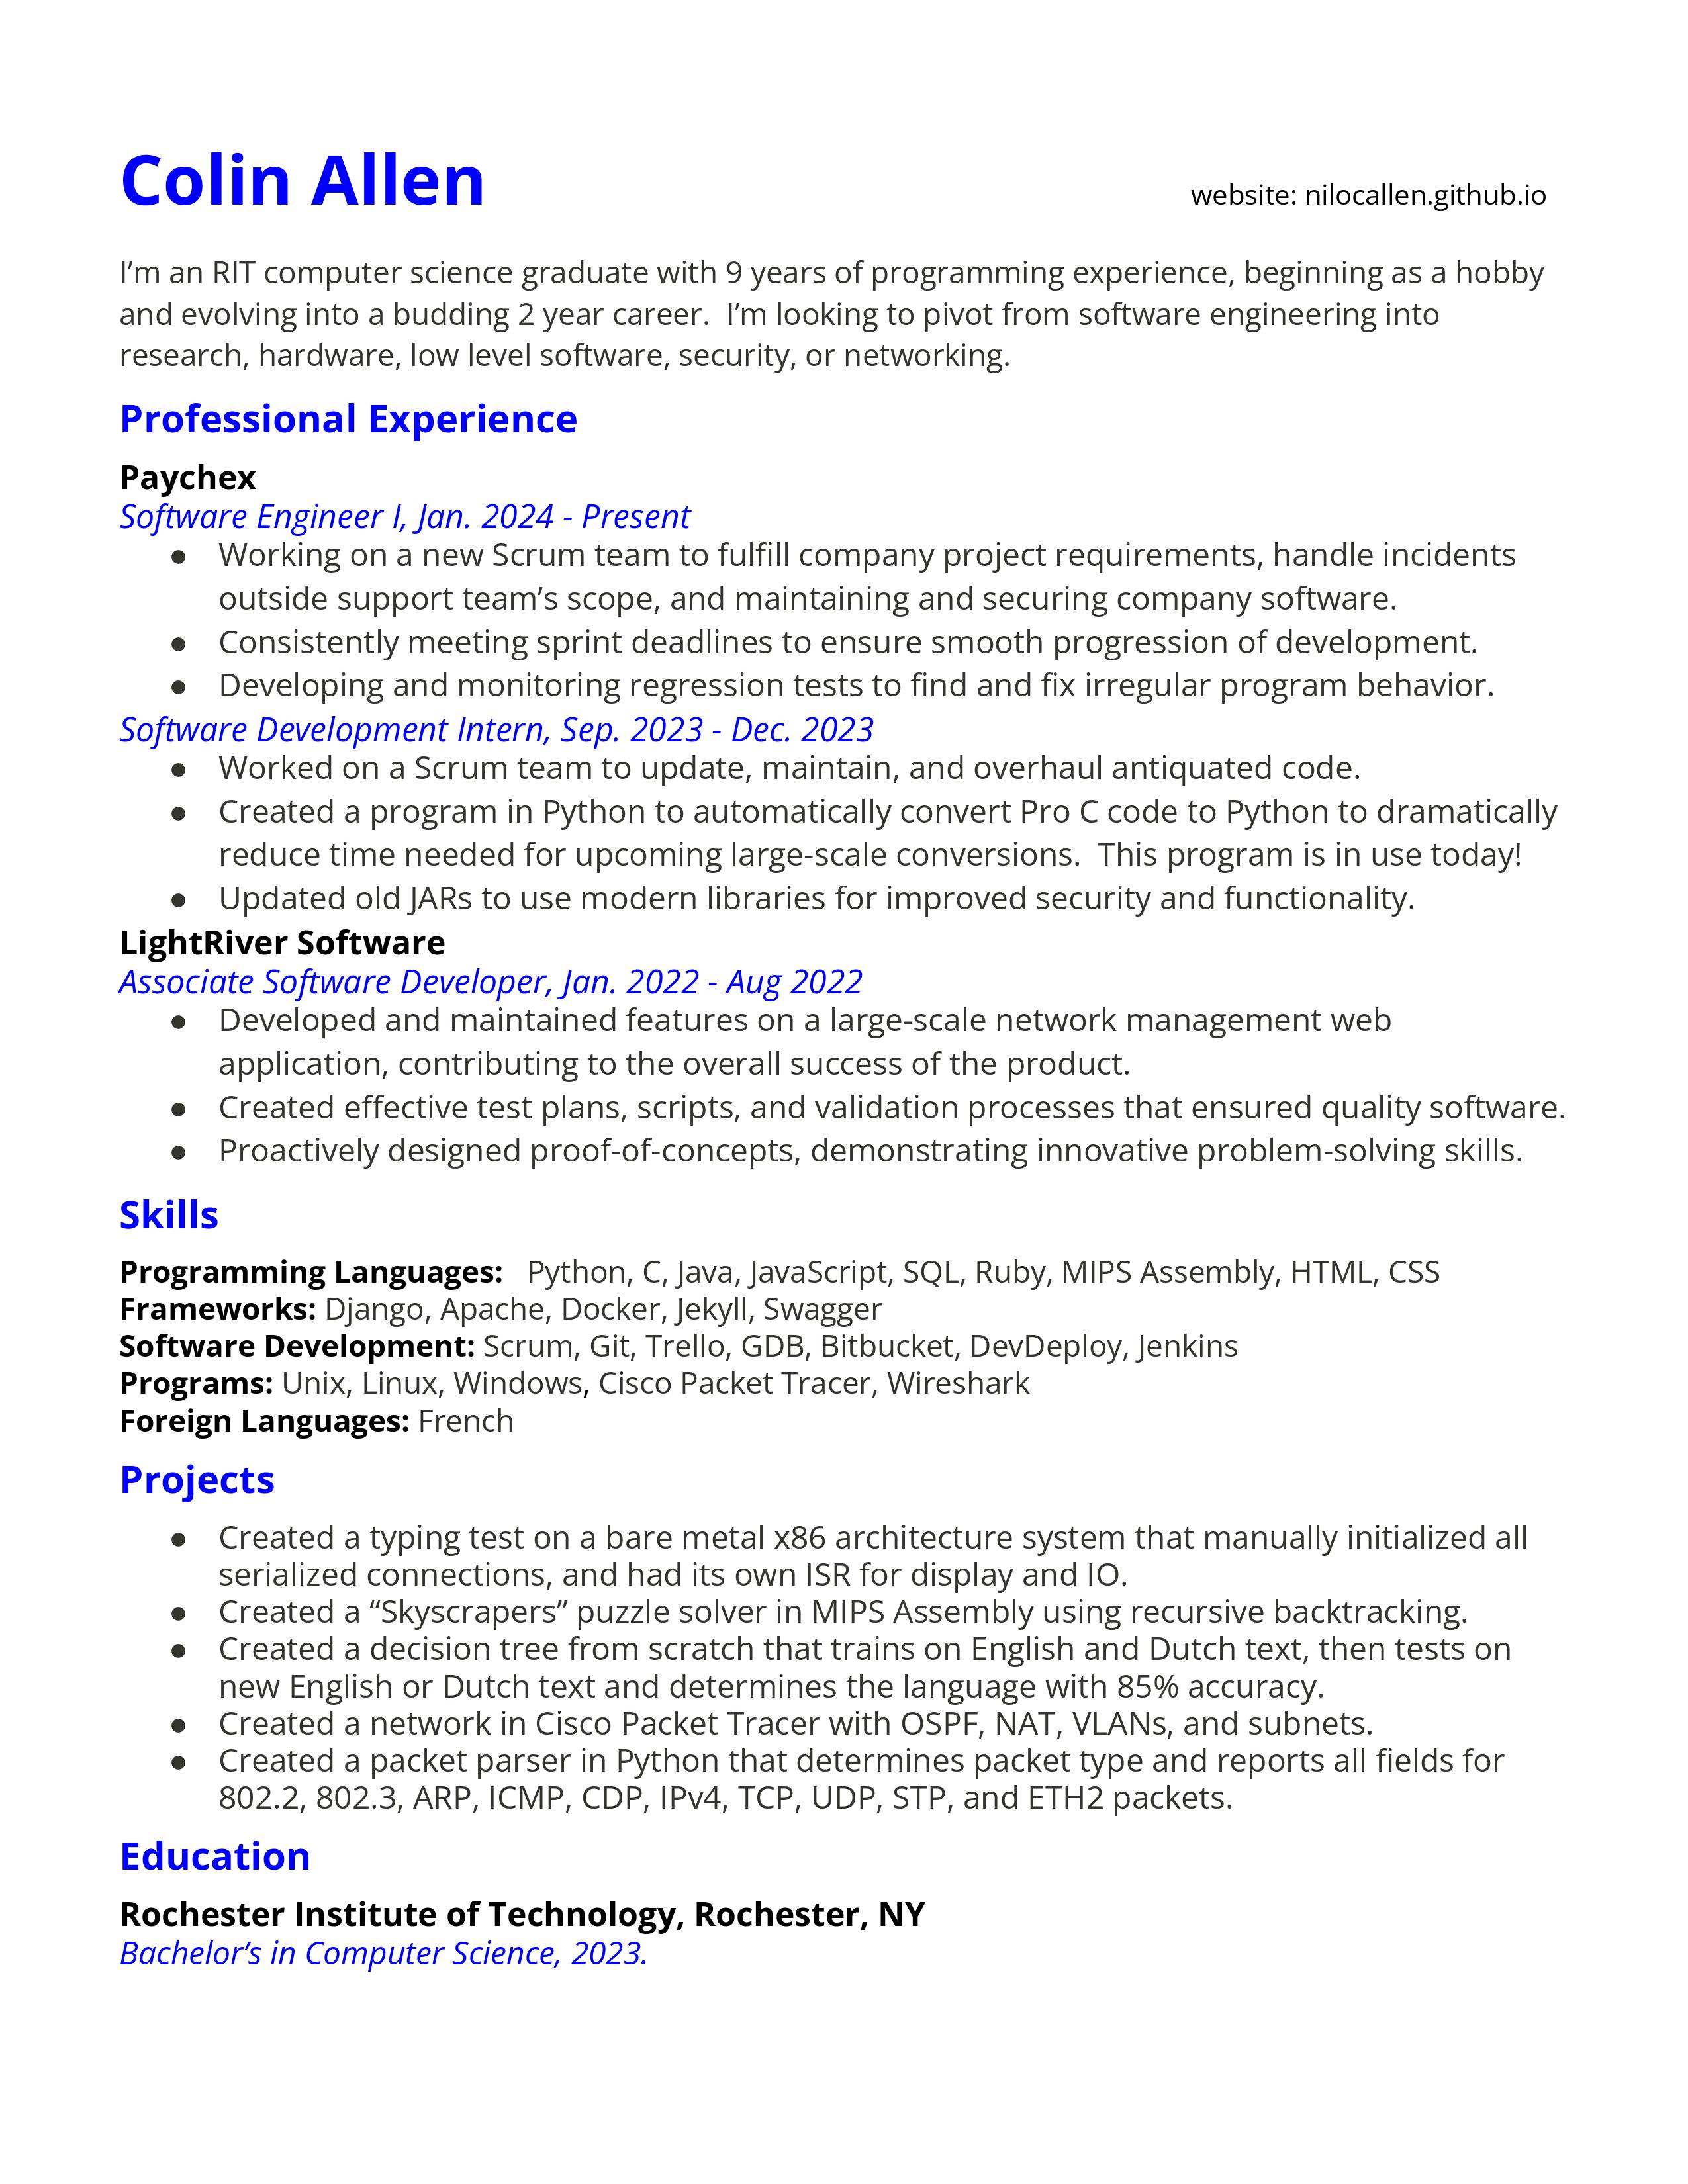 Colin Allen
website: nilocallen.github.io
I’m an RIT computer science graduate with 9 years of programming experience, beginning as a hobby
and evolving into a budding 2 year career.  I’m looking to pivot from software engineering into
research, hardware, low level software, security, or networking.
Professional Experience
Paychex
Software Engineer I, Jan. 2024 - Present
● Working on a new Scrum team to fulfill company project requirements, handle incidents
outside support team’s scope, and maintaining and securing company software.
● Consistently meeting sprint deadlines to ensure smooth progression of development.
● Developing and monitoring regression tests to find and fix irregular program behavior.
Software Development Intern, Sep. 2023 - Dec. 2023
● Worked on a Scrum team to update, maintain, and overhaul antiquated code.
● Created a program in Python to automatically convert Pro C code to Python to dramatically
reduce time needed for upcoming large-scale conversions.  This program is in use today!
● Updated old JARs to use modern libraries for improved security and functionality.
LightRiver Software
Associate Software Developer, Jan. 2022 - Aug 2022
● Developed and maintained features on a large-scale network management web
application, contributing to the overall success of the product.
● Created effective test plans, scripts, and validation processes that ensured quality software.
● Proactively designed proof-of-concepts, demonstrating innovative problem-solving skills.
Skills
Programming Languages:   Python, C, Java, JavaScript, SQL, Ruby, MIPS Assembly, HTML, CSS
Frameworks: Django, Apache, Docker, Jekyll, Swagger
Software Development: Scrum, Git, Trello, GDB, Bitbucket, DevDeploy, Jenkins
Programs: Unix, Linux, Windows, Cisco Packet Tracer, Wireshark
Foreign Languages: French
Projects
● Created a typing test on a bare metal x86 architecture system that manually initialized all
serialized connections, and had its own ISR for display and IO.
● Created a “Skyscrapers” puzzle solver in MIPS Assembly using recursive backtracking.
● Created a decision tree from scratch that trains on English and Dutch text, then tests on
new English or Dutch text and determines the language with 85% accuracy.
● Created a network in Cisco Packet Tracer with OSPF, NAT, VLANs, and subnets.
● Created a packet parser in Python that determines packet type and reports all fields for
802.2, 802.3, ARP, ICMP, CDP, IPv4, TCP, UDP, STP, and ETH2 packets.
Education
Rochester Institute of Technology, Rochester, NY
Bachelor’s in Computer Science, 2023.